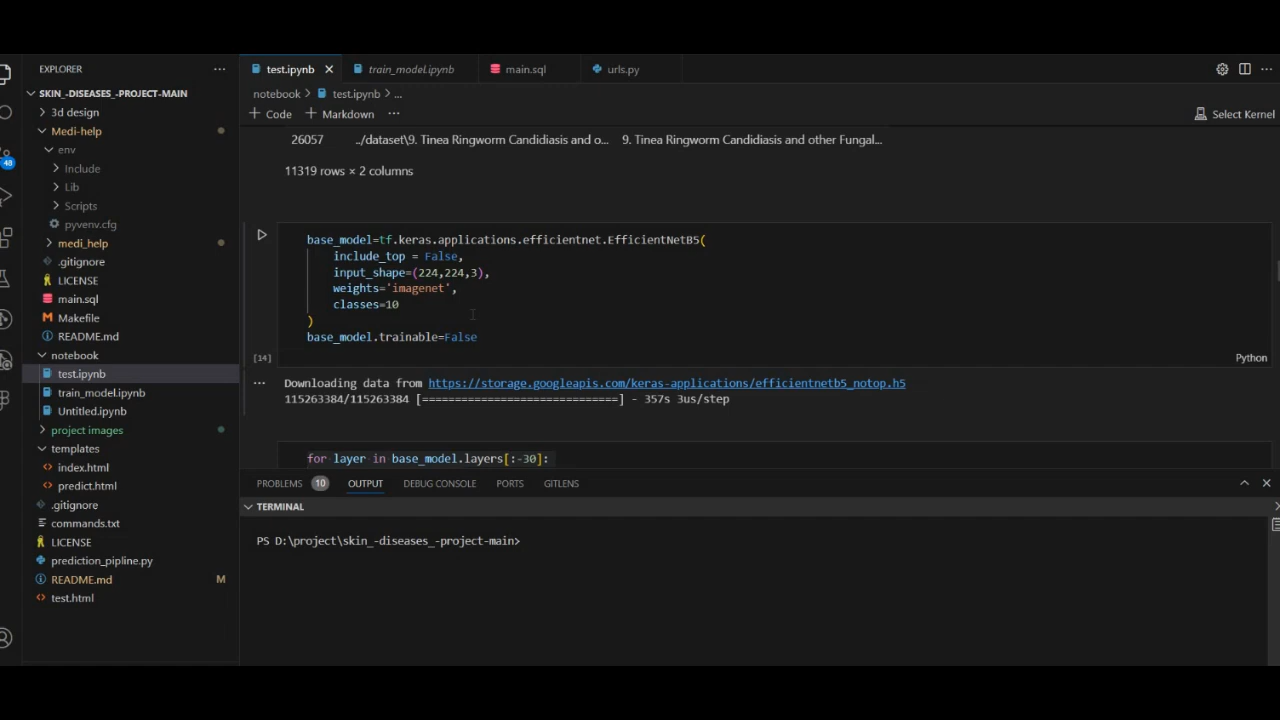 EXPLORER
SKIN_-DISEASES_-PROJECT-MAIN
3d design
Medi-help
env
Include
Lib
Scripts
pyvenv.cfg
medi_help
.gitignore
LICENSE
main.sql
Makefile
README.md
notebook
test.ipynb
train_model.ipynb
Untitled.ipynb
project images
templates
index.html
predict.html
.gitignore
commands.txt
LICENSE
prediction_pipline.py
README.md M
test.html
48
test.ipynb train_model.ipynb main.sql urls.py
notebook > test.ipynb > ...
+ Code + Markdown ... Select Kernel
26057 ../dataset\9. Tinea Ringworm Candidiasis and o... 9. Tinea Ringworm Candidiasis and other Fungal...
11319 rows × 2 columns
base_model=tf.keras.applications.efficientnet.EfficientNetB5(
include_top = False,
input_shape=(224,224,3),
weights='imagenet',
classes=10
)
base_model.trainable=False
[14] Python
Downloading data from https://storage.googleapis.com/keras-applications/efficientnetb5_notop.h5
115263384/115263384 [==============================] - 357s 3us/step
for layer in base_model.layers[:-30]:
PROBLEMS 10 OUTPUT DEBUG CONSOLE PORTS GITLENS
TERMINAL
PS D:\project\skin_-diseases_-project-main>